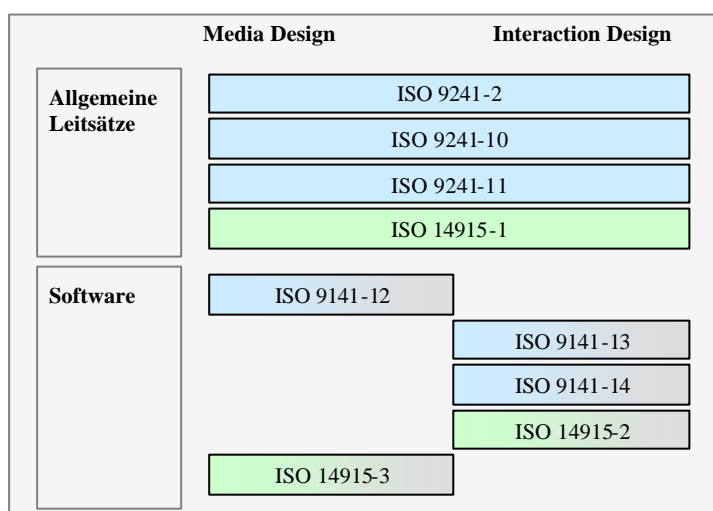 Media Design Interaction Design
Allgemeine
Leitsätze
ISO 9241-2
ISO 9241-10
ISO 9241-11
ISO 14915-1
Software
ISO 9141-12
ISO 9141-13
ISO 9141-14
ISO 14915-2
ISO 14915-3